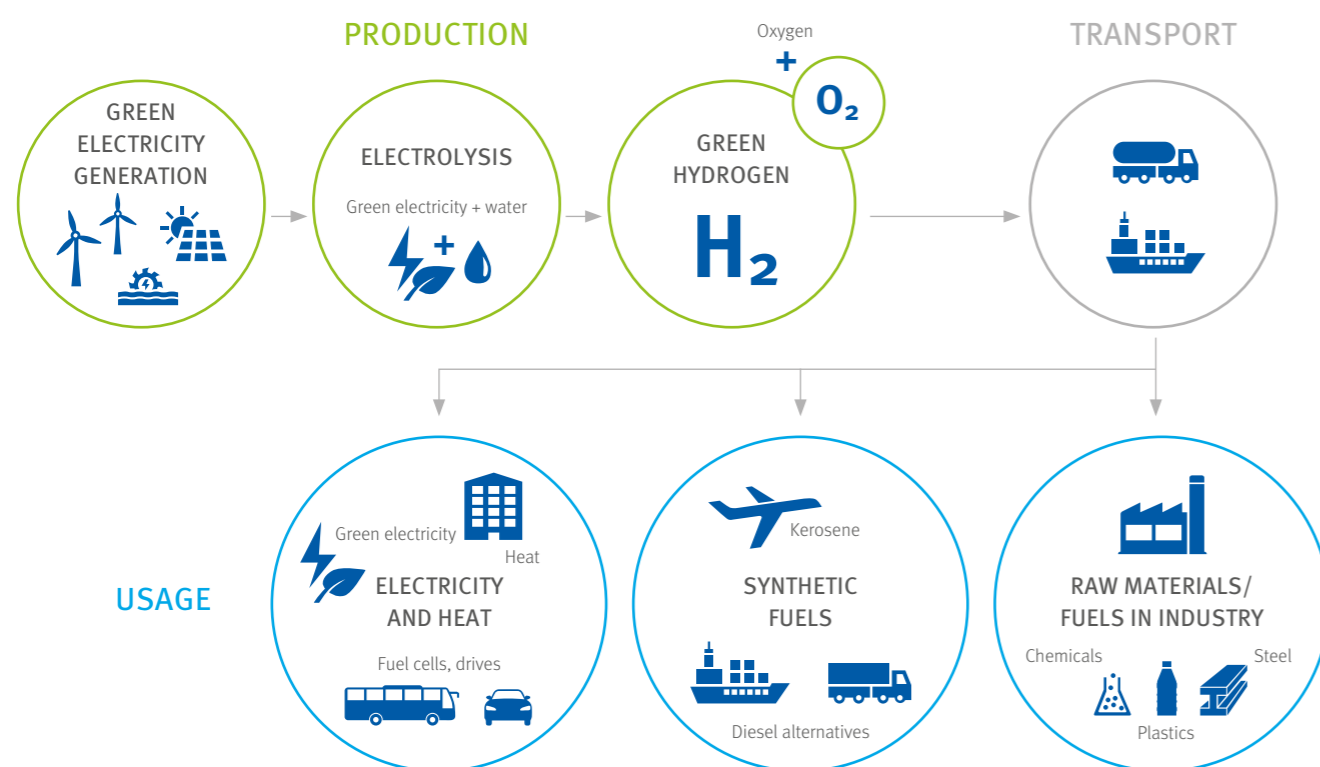 PRODUCTION
Oxygen
TRANSPORT
+
O₂
GREEN
ELECTRICITY
GENERATION
ELECTROLYSIS
Green electricity + water
+
GREEN
HYDROGEN
H₂
USAGE
Green electricity
Heat
ELECTRICITY
AND HEAT
Fuel cells, drives
Kerosene
SYNTHETIC
FUELS
Diesel alternatives
RAW MATERIALS/
FUELS IN INDUSTRY
Chemicals
Steel
Plastics